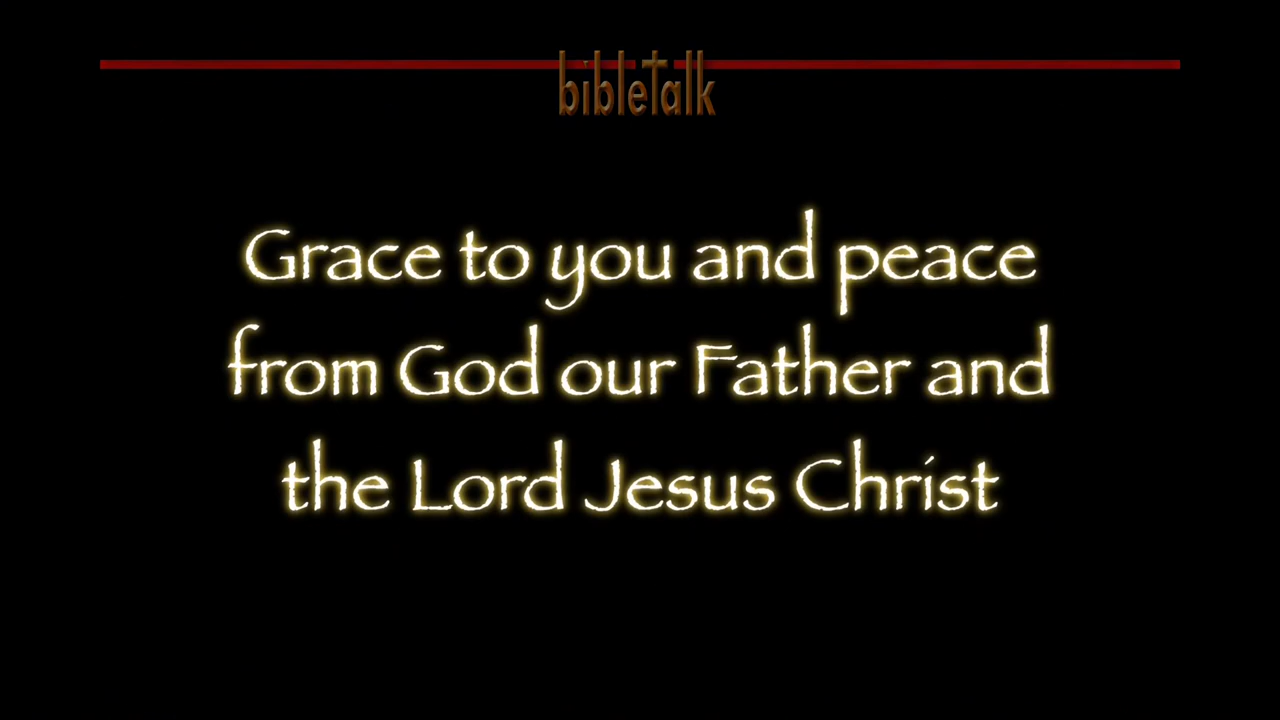 bibleTalk
Grace to you and peace
from God our Father and
the Lord Jesus Christ